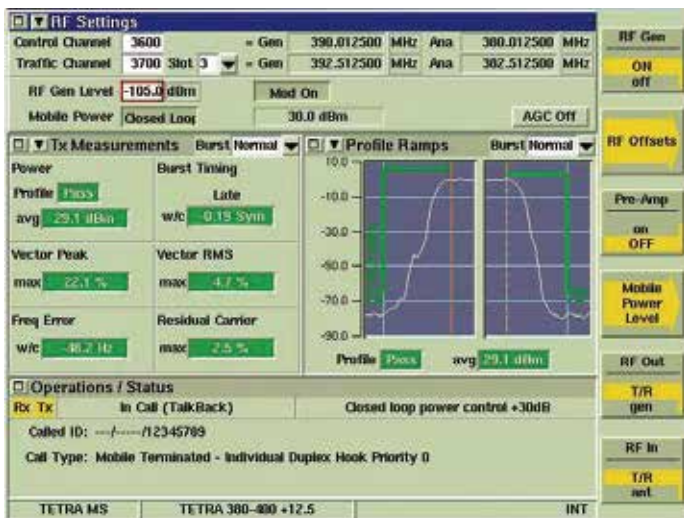 RF Settings
Control Channel 3600 = Gen 390.012500 MHz Ana 380.012500 MHz
Traffic Channel 3700 Slot 3 = Gen 392.512500 MHz Ana 382.512500 MHz
RF Gen Level -105.0 dBm Mod On
Mobile Power Closed Loop 30.0 dBm AGC Off
Tx Measurements Burst Normal
Power Burst Timing
Profile Pass Late
avg 29.1 dBm w/c -0.19 Sym
Vector Peak Vector RMS
max 22.1 % max 4.7 %
Freq Error Residual Carrier
w/c -48.2 Hz max 2.5 %
Profile Ramps Burst Normal
10.0
-10.0
-30.0
-50.0
-70.0
-90.0
Profile Pass avg 29.1 dBm
Operations / Status
Rx Tx In Call (TalkBack) Closed loop power control +30dB
Called ID: ---/-----/12345789
Call Type: Mobile Terminated - Individual Duplex Hook Priority 0
TETRA MS TETRA 380-400 +12.5 INT
RF Gen
ON
off
RF Offsets
Pre-Amp
on
OFF
Mobile
Power
Level
RF Out
T/R
gen
RF In
T/R
ant